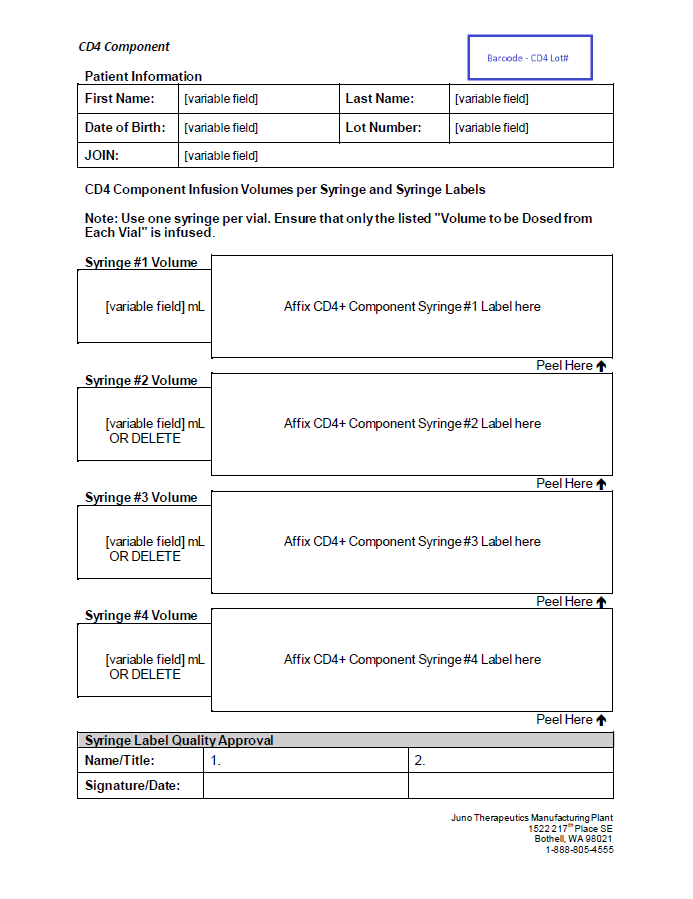 CD4 Component
Barcode - CD4 Lot#
Patient Information
First Name: [variable field] Last Name: [variable field]
Date of Birth: [variable field] Lot Number: [variable field]
JOIN: [variable field]
CD4 Component Infusion Volumes per Syringe and Syringe Labels
Note: Use one syringe per vial. Ensure that only the listed "Volume to be Dosed from
Each Vial" is infused.
Syringe #1 Volume
[variable field] mL
Affix CD4+ Component Syringe #1 Label here
Peel Here 🡹
Syringe #2 Volume
[variable field] mL
OR DELETE
Affix CD4+ Component Syringe #2 Label here
Peel Here 🡹
Syringe #3 Volume
[variable field] mL
OR DELETE
Affix CD4+ Component Syringe #3 Label here
Peel Here 🡹
Syringe #4 Volume
[variable field] mL
OR DELETE
Affix CD4+ Component Syringe #4 Label here
Peel Here 🡹
Syringe Label Quality Approval
Name/Title: 1. 2.
Signature/Date:
Juno Therapeutics Manufacturing Plant
1522 217th Place SE
Bothell, WA 98021
1-888-805-4555